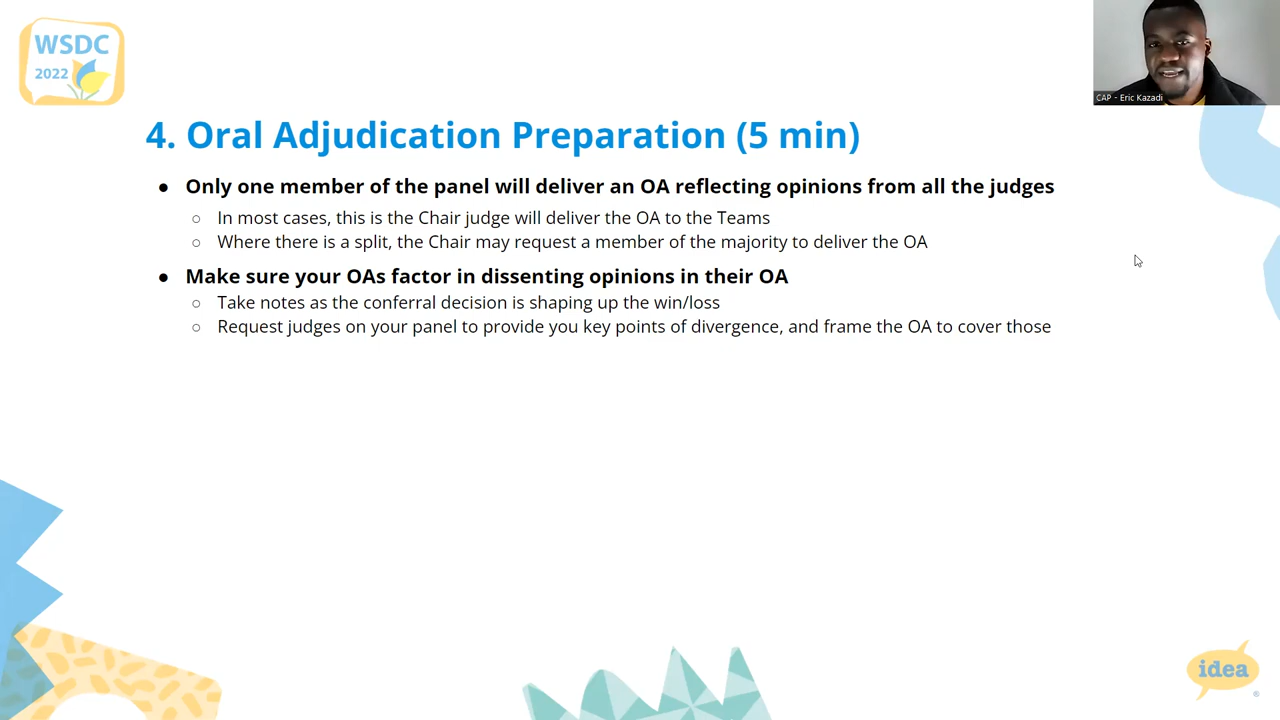 WSDC
2022
CAP - Eric Kazadi
4. Oral Adjudication Preparation (5 min)
● Only one member of the panel will deliver an OA reflecting opinions from all the judges
○ In most cases, this is the Chair judge will deliver the OA to the Teams
○ Where there is a split, the Chair may request a member of the majority to deliver the OA
● Make sure your OAs factor in dissenting opinions in their OA
○ Take notes as the conferral decision is shaping up the win/loss
○ Request judges on your panel to provide you key points of divergence, and frame the OA to cover those
idea
®